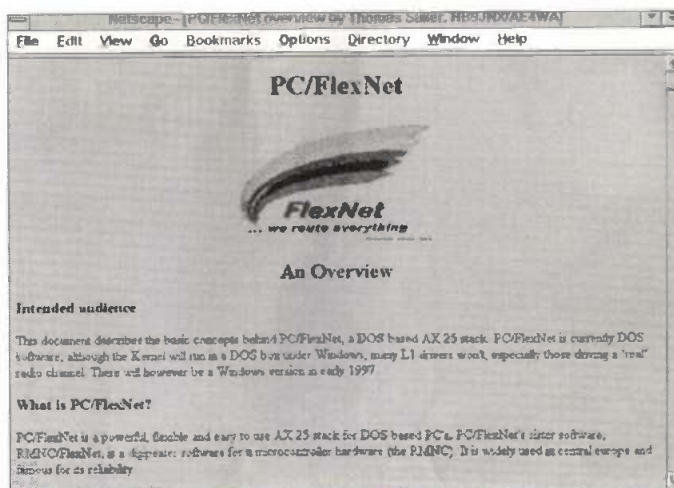 Netscape - [PC/FlexNet overview by Thomas Sailer, HB9JNX/AE4WA]
File Edit View Go Bookmarks Options Directory Window Help
PC/FlexNet
FlexNet
... we route everything
An Overview
Intended audience
This document describes the basic concepts behind PC/FlexNet, a DOS based AX.25 stack. PC/FlexNet is currently DOS
software, although the Kernel will run in a DOS box under Windows, many L1 drivers won't, especially those driving a "real"
radio channel. There will however be a Windows version in early 1997
What is PC/FlexNet?
PC/FlexNet is a powerful, flexible and easy to use AX.25 stack for DOS based PC's. PC/FlexNet's sister software,
RMNC/FlexNet, is a digipeater software for a microcontroller hardware (the RMNC). It is widely used in central europe and
famous for its reliability